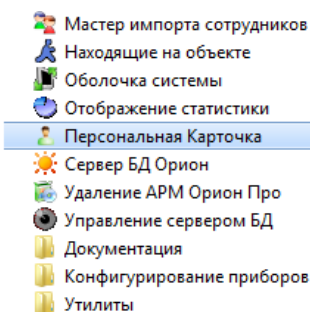 Мастер импорта сотрудников
Находящие на объекте
Оболочка системы
Отображение статистики
Персональная Карточка
Сервер БД Орион
Удаление АРМ Орион Про
Управление сервером БД
Документация
Конфигурирование приборов
Утилиты